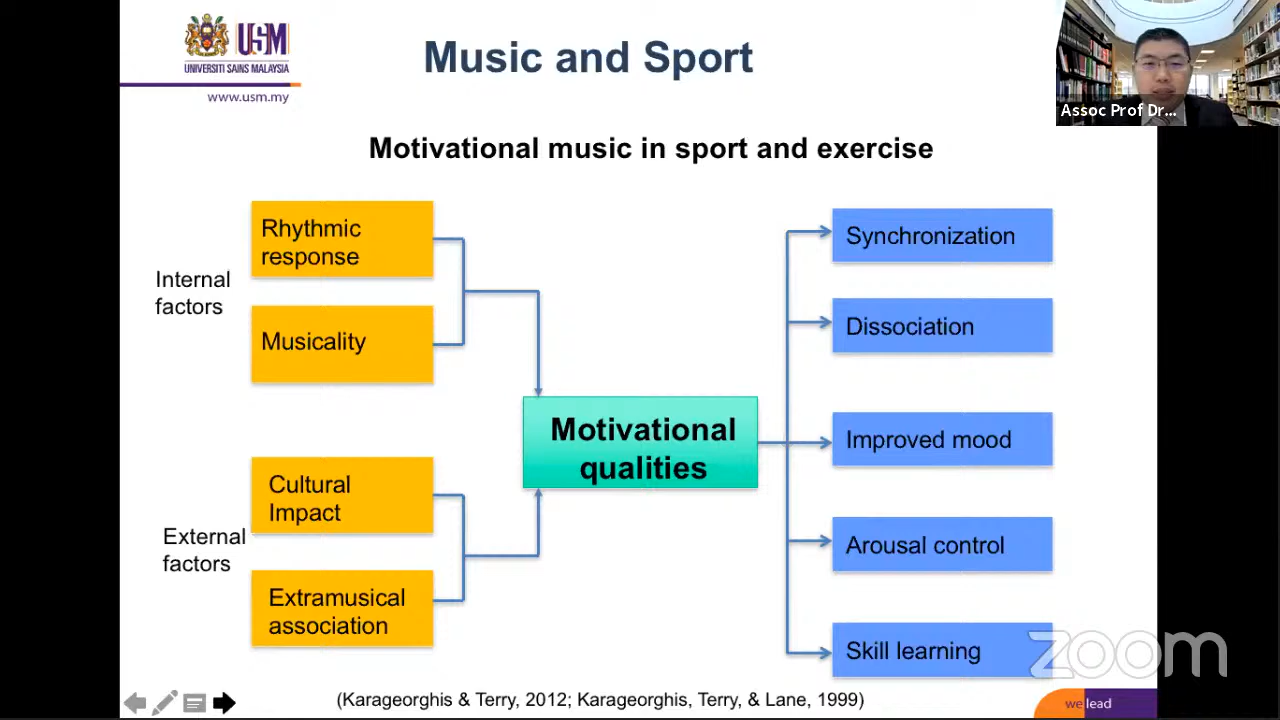 USM
UNIVERSITI SAINS MALAYSIA
www.usm.my
Music and Sport
Assoc Prof Dr...
Motivational music in sport and exercise
Internal
factors
Rhythmic
response
Musicality
External
factors
Cultural
Impact
Extramusical
association
Motivational
qualities
Synchronization
Dissociation
Improved mood
Arousal control
Skill learning
zoom
(Karageorghis & Terry, 2012; Karageorghis, Terry, & Lane, 1999)
we lead